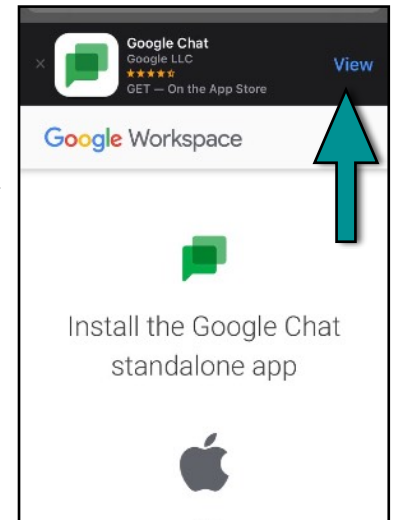 Google Chat
Google LLC
GET — On the App Store
View
Google Workspace
Install the Google Chat
standalone app